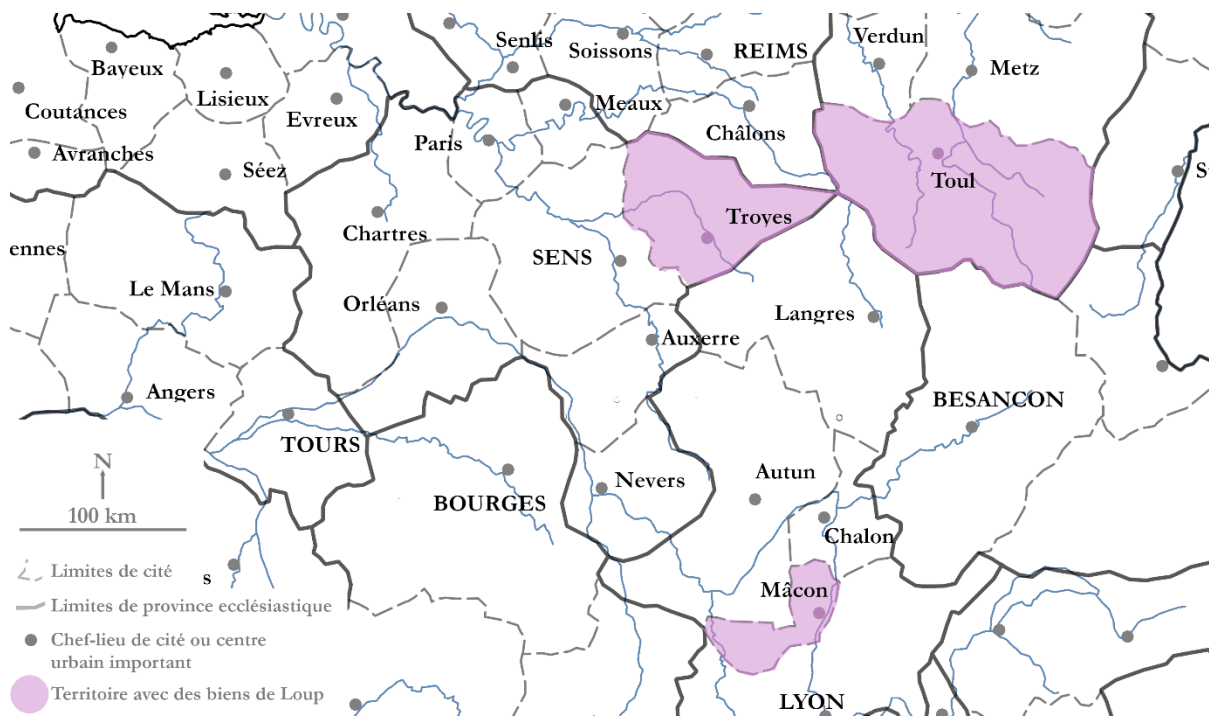 Senlis
Soissons
REIMS
Verdun
Metz
Bayeux
Lisieux
Evreux
Coutances
Meaux
Châlons
Avranches
Séez
Paris
Toul
Troyes
Chartres
ennes
SENS
Le Mans
Orléans
Langres
Auxerre
Angers
BESANCON
TOURS
Autun
Nevers
BOURGES
Chalon
Mâcon
LYON
N
100 km
s
Limites de cité
Limites de province ecclésiastique
Chef-lieu de cité ou centre
urbain important
Territoire avec des biens de Loup